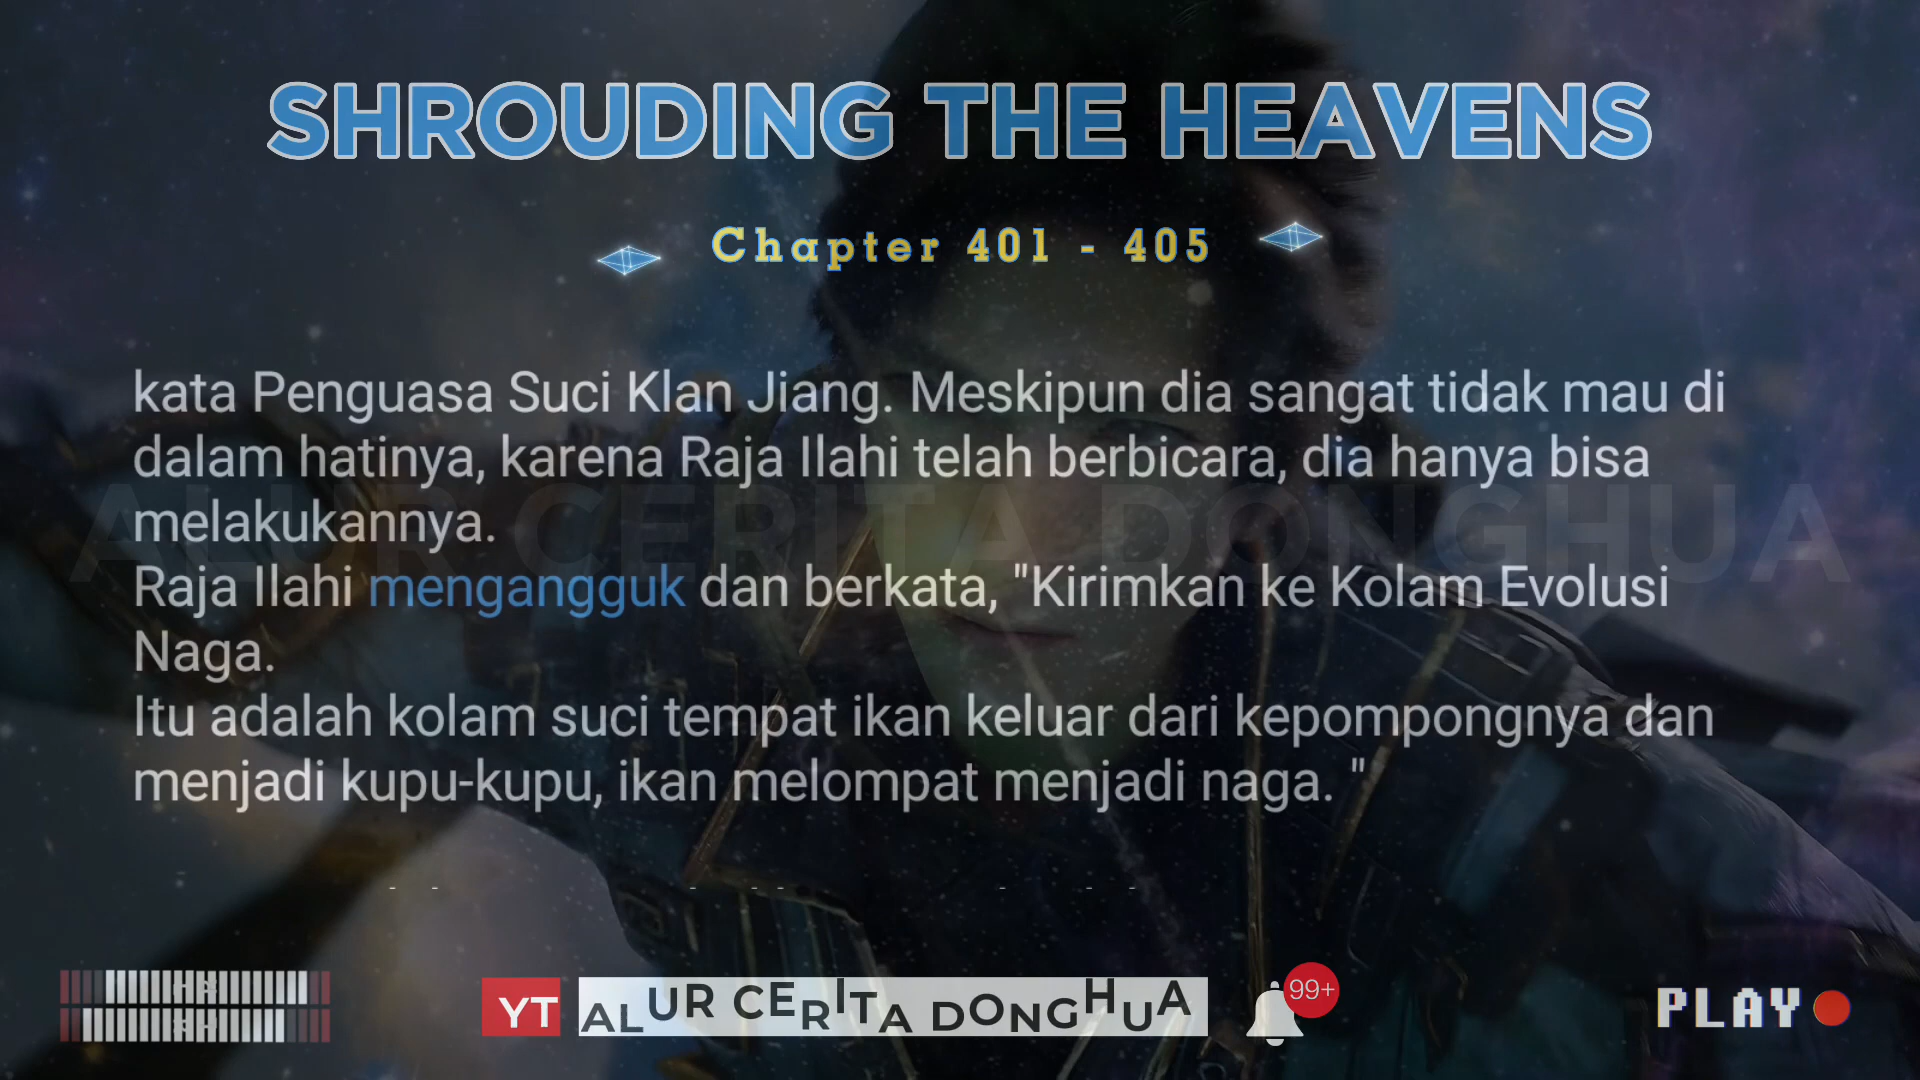 SHROUDING THE HEAVENS
Chapter 401 - 405
kata Penguasa Suci Klan Jiang. Meskipun dia sangat tidak mau di
dalam hatinya, karena Raja Ilahi telah berbicara, dia hanya bisa
melakukannya.
Raja Ilahi mengangguk dan berkata, "Kirimkan ke Kolam Evolusi
Naga.
Itu adalah kolam suci tempat ikan keluar dari kepompongnya dan
menjadi kupu-kupu, ikan melompat menjadi naga. "
ALUR CERITA DONGHUA
YT ALUR CERITA DONGHUA
99+
PLAY